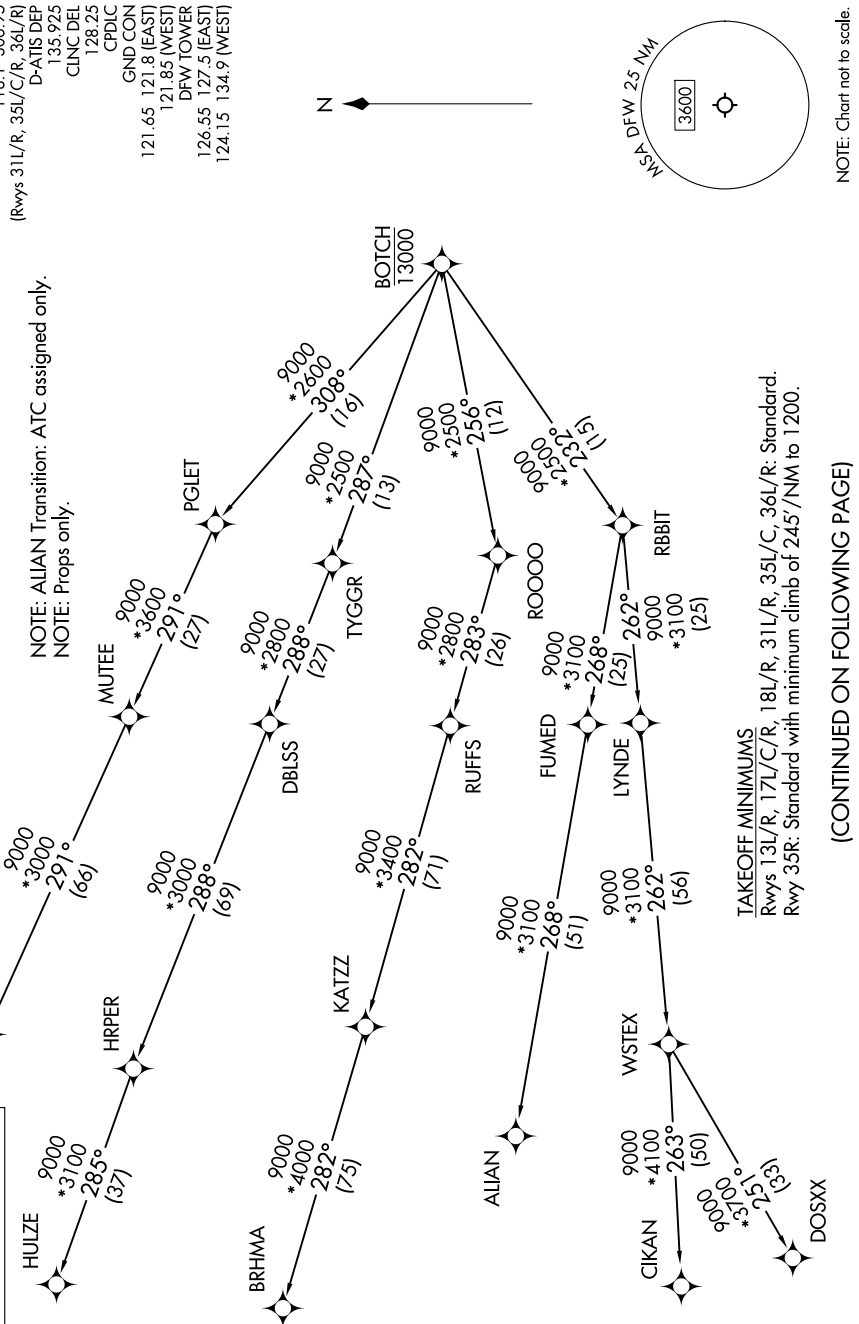 (Rwys 31L/R, 35L/C/R, 36L/R)
D-ATIS DEP
135.925
CLNC DEL
128.25
CPDLC
GND CON
121.65 121.8 (EAST)
121.85 (WEST)
DFW TOWER
126.55 127.5 (EAST)
124.15 134.9 (WEST)
N
MSA DFW 25 NM
3600
NOTE: Chart not to scale.
NOTE: ALIAN Transition: ATC assigned only.
NOTE: Props only.
BOTCH
13000
9000
*2600
308°
(16)
PGLET
9000
*3600
291°
(27)
MUTEE
9000
*3000
291°
(66)
9000
*2500
287°
(13)
TYGGR
9000
*2800
288°
(27)
DBLSS
9000
*3000
288°
(69)
HRPER
9000
*3100
285°
(37)
HULZE
9000
*2500
256°
(12)
ROOOO
9000
*2800
283°
(26)
RUFFS
9000
*3400
282°
(71)
KATZZ
9000
*4000
282°
(75)
BRHMA
9000
*2500
232°
(15)
RBBIT
9000
*3100
268°
(25)
FUMED
9000
*3100
268°
(51)
ALIAN
262°
9000
*3100
(25)
LYNDE
9000
*3100
262°
(56)
WSTEX
9000
*4100
263°
(50)
CIKAN
9000
*3700
251°
(33)
DOSXX
TAKEOFF MINIMUMS
Rwys 13L/R, 17L/C/R, 18L/R, 31L/R, 35L/C, 36L/R: Standard.
Rwy 35R: Standard with minimum climb of 245'/NM to 1200.
(CONTINUED ON FOLLOWING PAGE)